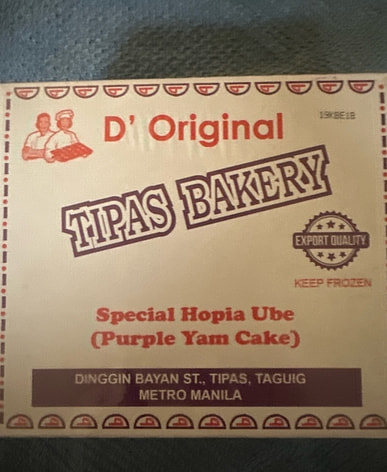 D' Original
TIPAS BAKERY
EXPORT QUALITY
KEEP FROZEN
Special Hopia Ube
(Purple Yam Cake)
DINGGIN BAYAN ST., TIPAS, TAGUIG
METRO MANILA